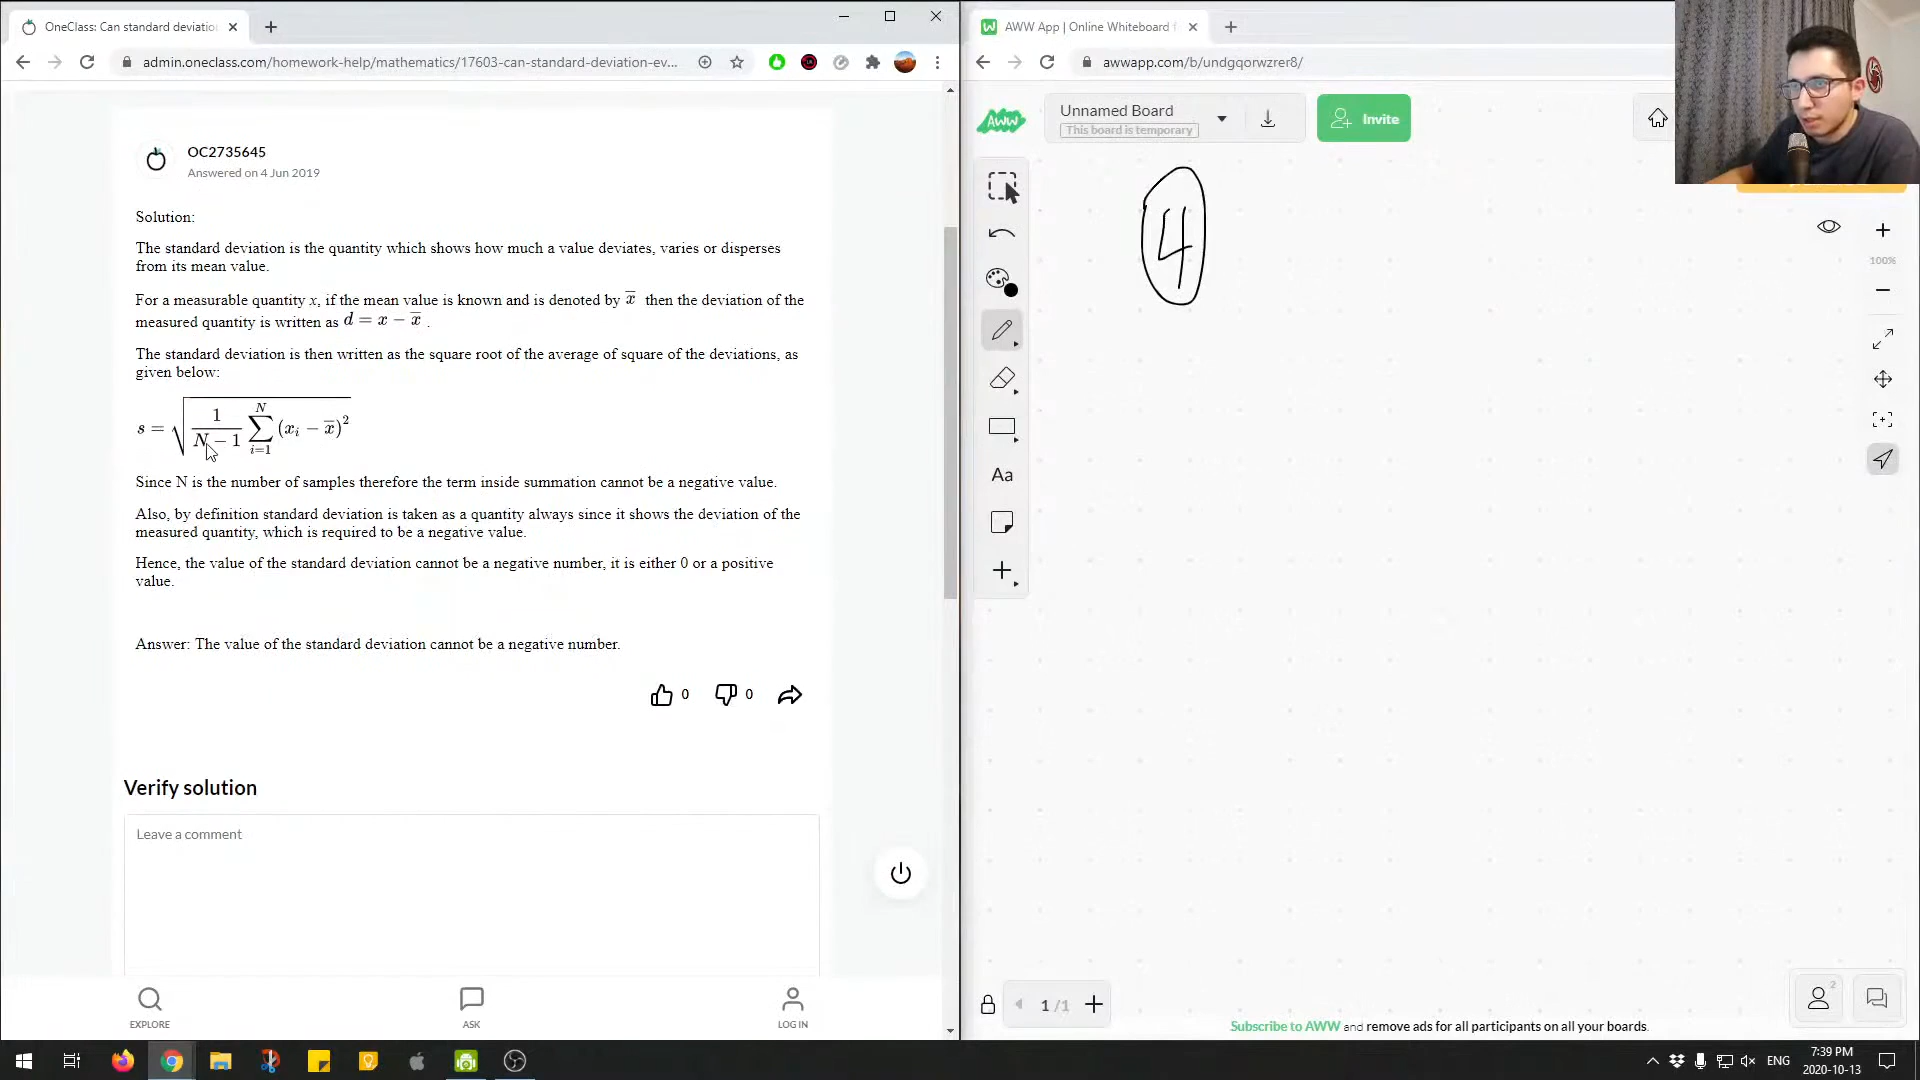 OneClass: Can standard deviatio
admin.oneclass.com/homework-help/mathematics/17603-can-standard-deviation-ev...
OC2735645
Answered on 4 Jun 2019
Solution:
The standard deviation is the quantity which shows how much a value deviates, varies or disperses
from its mean value.
For a measurable quantity x, if the mean value is known and is denoted by x̅ then the deviation of the
measured quantity is written as d = x − x̅ .
The standard deviation is then written as the square root of the average of square of the deviations, as
given below:
s = √(1/(N − 1) ∑_{i=1}^{N} (x_i − x̅)²)
Since N is the number of samples therefore the term inside summation cannot be a negative value.
Also, by definition standard deviation is taken as a quantity always since it shows the deviation of the
measured quantity, which is required to be a negative value.
Hence, the value of the standard deviation cannot be a negative number, it is either 0 or a positive
value.
Answer: The value of the standard deviation cannot be a negative number.
0
0
Verify solution
Leave a comment
EXPLORE
ASK
LOG IN
AWW App | Online Whiteboard f
awwapp.com/b/undgqorwzrer8/
AWW
Unnamed Board
This board is temporary
Invite
4
100%
Aa
1 /1
2
Subscribe to AWW and remove ads for all participants on all your boards.
ENG
7:39 PM
2020-10-13